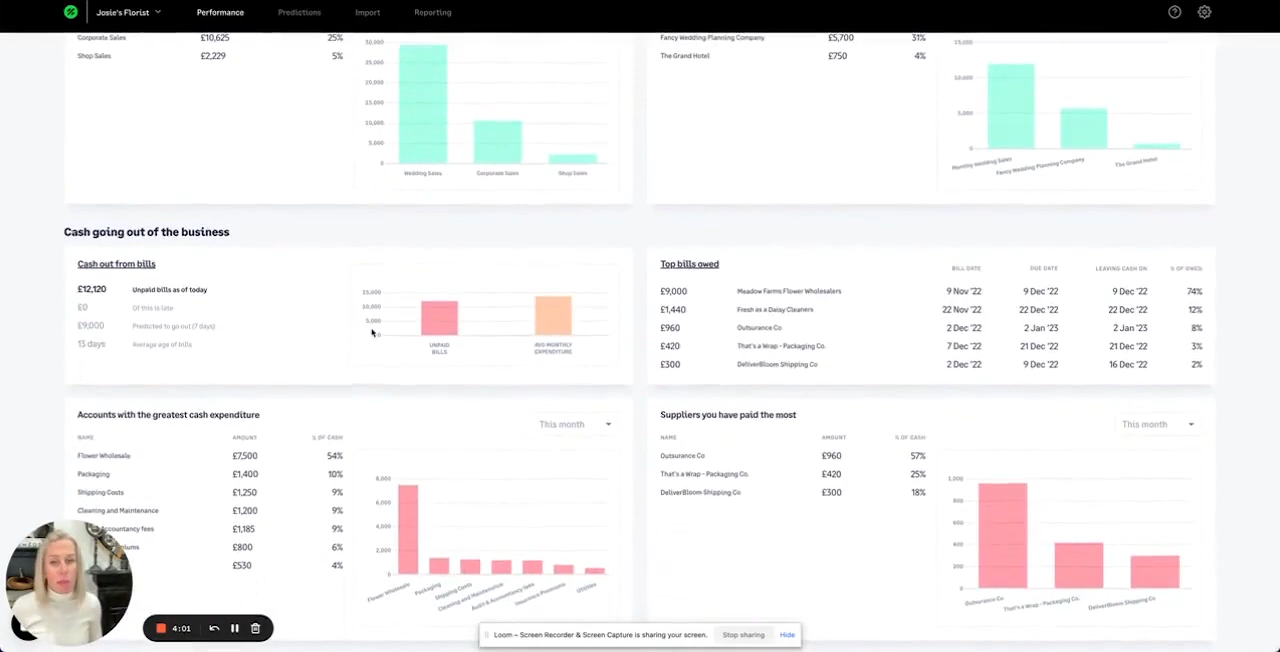 Josie's Florist Performance Predictions Import Reporting
Corporate Sales £10,625 25%
Shop Sales £2,229 5%
30,000
25,000
20,000
15,000
10,000
5,000
0
Wedding Sales Corporate Sales Shop Sales
Fancy Wedding Planning Company £5,700 31%
The Grand Hotel £750 4%
15,000
10,000
5,000
0
Monthly Wedding Sales Fancy Wedding Planning Company The Grand Hotel
Cash going out of the business
Cash out from bills
£12,120 Unpaid bills as of today
£0 Of this is late
£9,000 Predicted to go out (7 days)
13 days Average age of bills
15,000
10,000
5,000
0
UNPAID BILLS
AVG MONTHLY EXPENDITURE
Top bills owed BILL DATE DUE DATE LEAVING CASH ON % OF OWED
£9,000 Meadow Farms Flower Wholesalers 9 Nov '22 9 Dec '22 9 Dec '22 74%
£1,440 Fresh as a Daisy Cleaners 22 Nov '22 22 Dec '22 22 Dec '22 12%
£960 Outsurance Co 2 Dec '22 2 Jan '23 2 Jan '23 8%
£420 That's a Wrap - Packaging Co. 7 Dec '22 21 Dec '22 21 Dec '22 3%
£300 DeliverBloom Shipping Co 2 Dec '22 9 Dec '22 16 Dec '22 2%
Accounts with the greatest cash expenditure This month
NAME AMOUNT % OF CASH
Flower Wholesale £7,500 54%
Packaging £1,400 10%
Shipping Costs £1,250 9%
Cleaning and Maintenance £1,200 9%
Accountancy fees £1,185 9%
£800 6%
£530 4%
8,000
6,000
4,000
2,000
0
Flower Wholesale Packaging Shipping Costs Cleaning and Maintenance Audit & Accountancy fees Insurance Premiums Utilities
Suppliers you have paid the most This month
NAME AMOUNT % OF CASH
Outsurance Co £960 57%
That's a Wrap - Packaging Co. £420 25%
DeliverBloom Shipping Co £300 18%
1,000
800
600
400
200
0
Outsurance Co That's a Wrap - Packaging Co. DeliverBloom Shipping Co
4:01
Loom – Screen Recorder & Screen Capture is sharing your screen. Stop sharing Hide